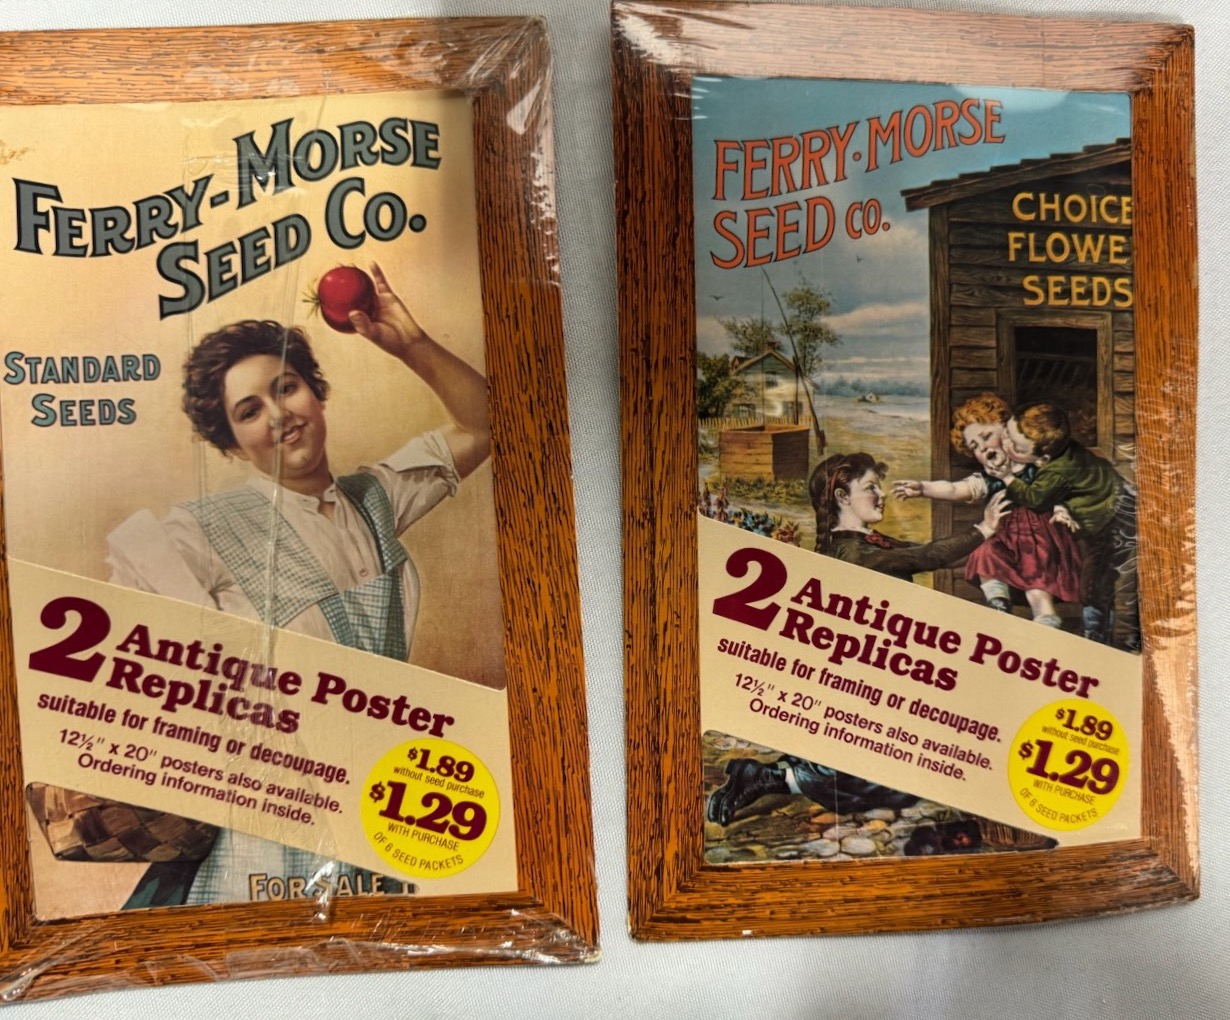 FERRY-MORSE
SEED CO.
STANDARD
SEEDS
2 Antique Poster
Replicas
suitable for framing or decoupage.
12½" x 20" posters also available.
Ordering information inside.
$1.89
without seed purchase
$1.29
WITH PURCHASE
OF 6 SEED PACKETS
FOR SALE
FERRY-MORSE
SEED CO.
CHOICE
FLOWE
SEEDS
2 Antique Poster
Replicas
suitable for framing or decoupage.
12½" x 20" posters also available.
Ordering information inside.
$1.89
without seed purchase
$1.29
WITH PURCHASE
OF 6 SEED PACKETS